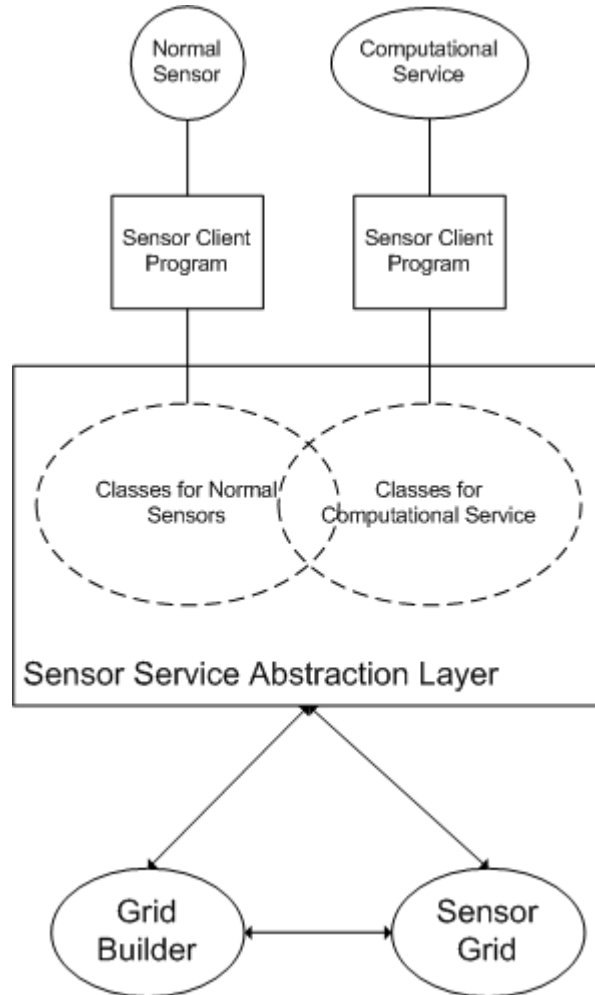 Normal
Sensor
Computational
Service
Sensor Client
Program
Sensor Client
Program
Classes for Normal
Sensors
Classes for
Computational Service
Sensor Service Abstraction Layer
Grid
Builder
Sensor
Grid